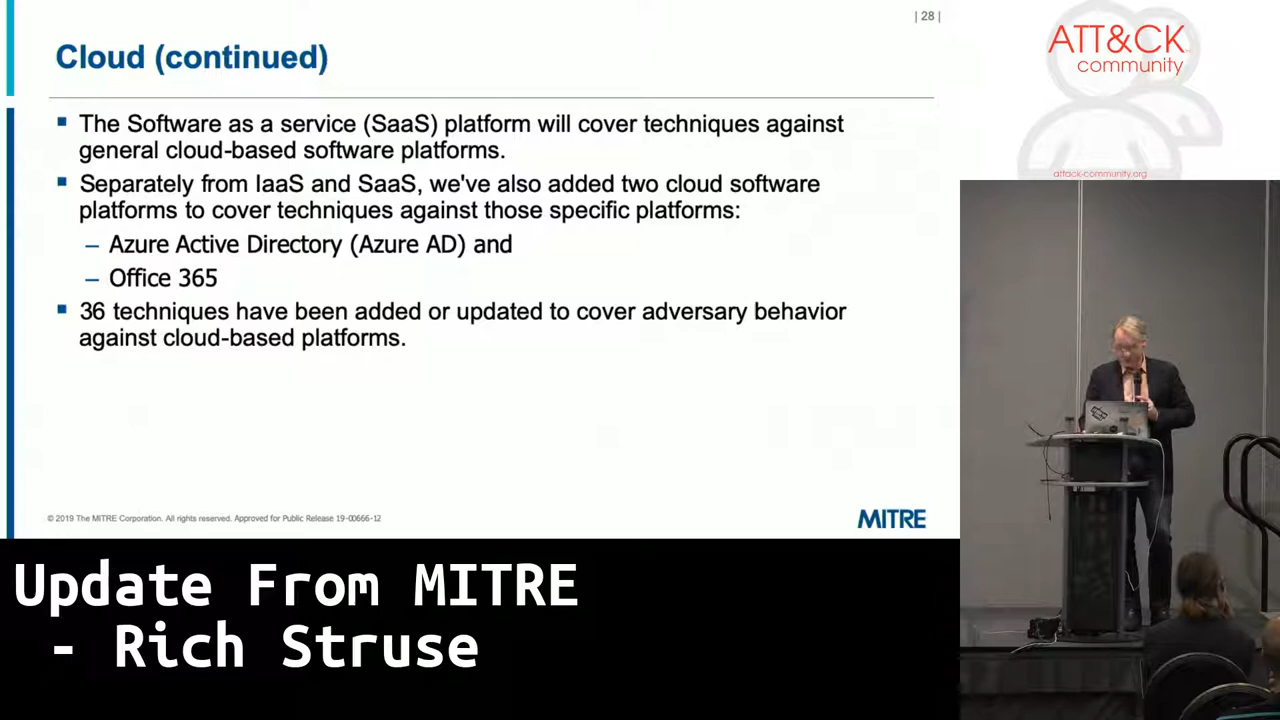 | 28 |
Cloud (continued)
▪ The Software as a service (SaaS) platform will cover techniques against
general cloud-based software platforms.
▪ Separately from IaaS and SaaS, we've also added two cloud software
platforms to cover techniques against those specific platforms:
– Azure Active Directory (Azure AD) and
– Office 365
▪ 36 techniques have been added or updated to cover adversary behavior
against cloud-based platforms.
© 2019 The MITRE Corporation. All rights reserved. Approved for Public Release 19-00666-12
MITRE
ATT&CK
community
attack-community.org
Update From MITRE
- Rich Struse